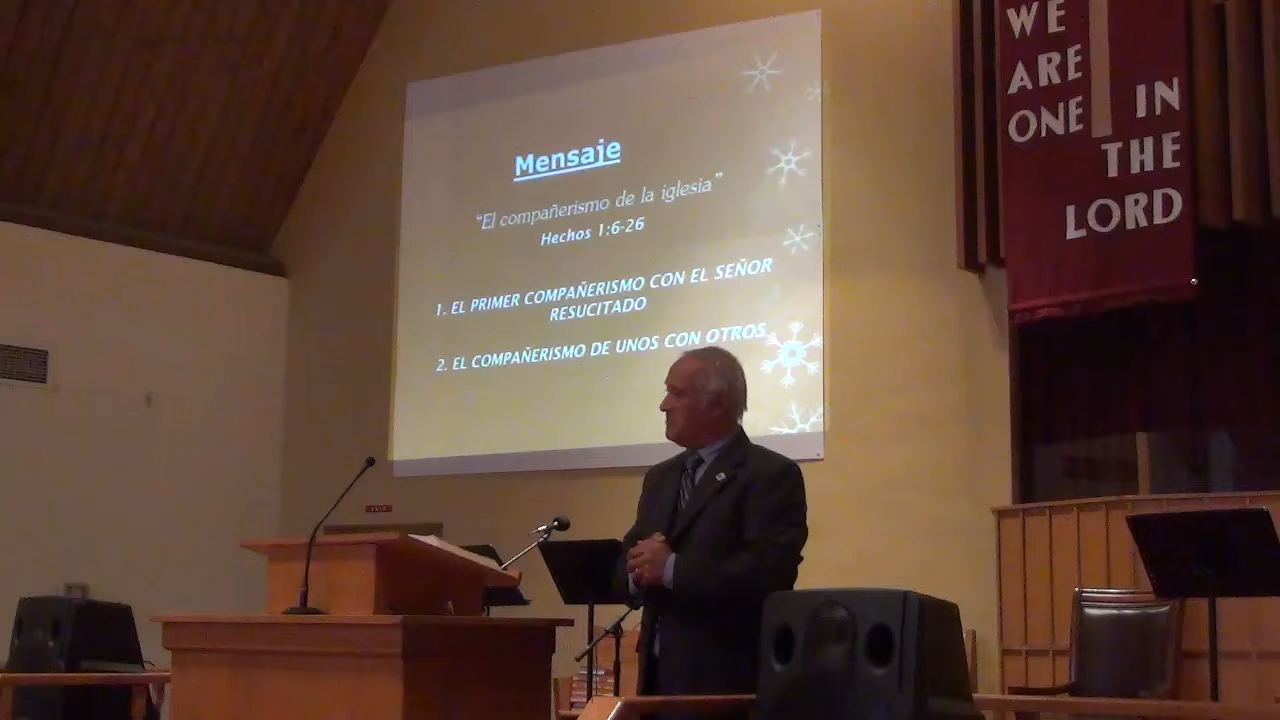 Mensaje
"El compañerismo de la iglesia"
Hechos 1:6-26
1. EL PRIMER COMPAÑERISMO CON EL SEÑOR
RESUCITADO
2. EL COMPAÑERISMO DE UNOS CON OTROS
WE
ARE
ONE
IN
THE
LORD